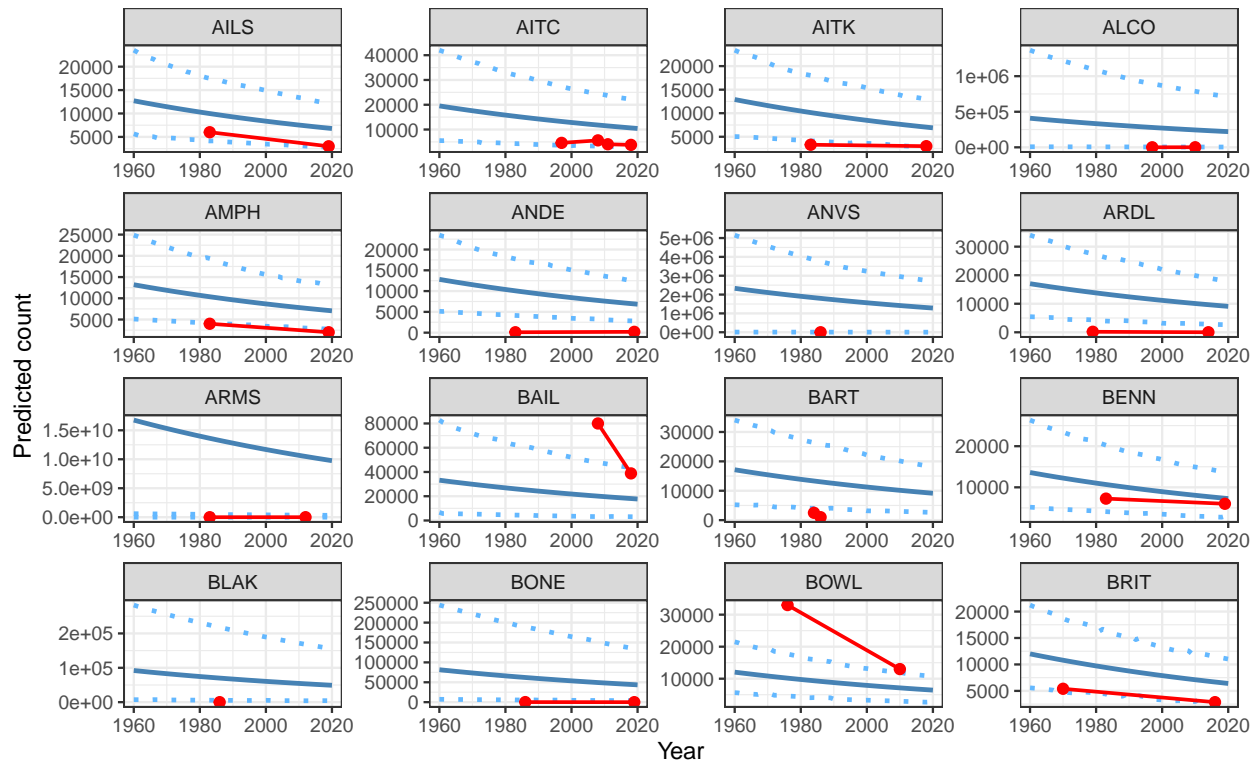 AILS AITC AITK ALCO
20000 15000 10000 5000
40000 30000 20000 10000
20000 15000 10000 5000
1e+06 5e+05 0e+00
1960 1980 2000 2020 1960 1980 2000 2020 1960 1980 2000 2020 1960 1980 2000 2020
AMPH ANDE ANVS ARDL
25000 20000 15000 10000 5000
20000 15000 10000 5000 0
5e+06 4e+06 3e+06 2e+06 1e+06 0e+00
30000 20000 10000 0
1960 1980 2000 2020 1960 1980 2000 2020 1960 1980 2000 2020 1960 1980 2000 2020
Predicted count
ARMS BAIL BART BENN
1.5e+10 1.0e+10 5.0e+09 0.0e+00
80000 60000 40000 20000 0
30000 20000 10000 0
20000 10000
1960 1980 2000 2020 1960 1980 2000 2020 1960 1980 2000 2020 1960 1980 2000 2020
BLAK BONE BOWL BRIT
2e+05 1e+05 0e+00
250000 200000 150000 100000 50000 0
30000 20000 10000
20000 15000 10000 5000
1960 1980 2000 2020 1960 1980 2000 2020 1960 1980 2000 2020 1960 1980 2000 2020
Year